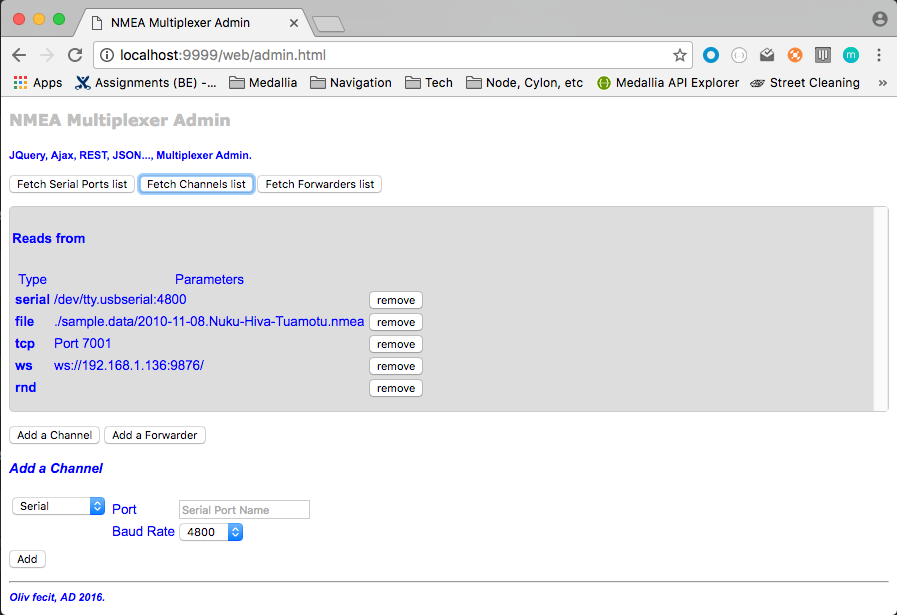 NMEA Multiplexer Admin
localhost:9999/web/admin.html
m
Apps Assignments (BE) -... Medallia Navigation Tech Node, Cylon, etc Medallia API Explorer Street Cleaning »
NMEA Multiplexer Admin
JQuery, Ajax, REST, JSON..., Multiplexer Admin.
Fetch Serial Ports list Fetch Channels list Fetch Forwarders list
Reads from
Type Parameters
serial /dev/tty.usbserial:4800 remove
file ./sample.data/2010-11-08.Nuku-Hiva-Tuamotu.nmea remove
tcp Port 7001 remove
ws ws://192.168.1.136:9876/ remove
rnd remove
Add a Channel Add a Forwarder
Add a Channel
Serial Port Serial Port Name
Baud Rate 4800
Add
Oliv fecit, AD 2016.